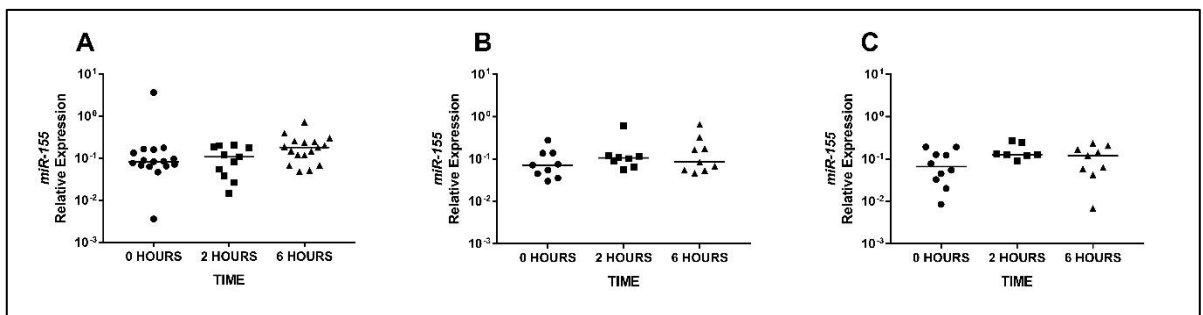 A
miR-155
Relative Expression
10¹
10⁰
10⁻¹
10⁻²
10⁻³
0 HOURS 2 HOURS 6 HOURS
TIME
B
miR-155
Relative Expression
10¹
10⁰
10⁻¹
10⁻²
10⁻³
0 HOURS 2 HOURS 6 HOURS
TIME
C
miR-155
Relative Expression
10¹
10⁰
10⁻¹
10⁻²
10⁻³
0 HOURS 2 HOURS 6 HOURS
TIME